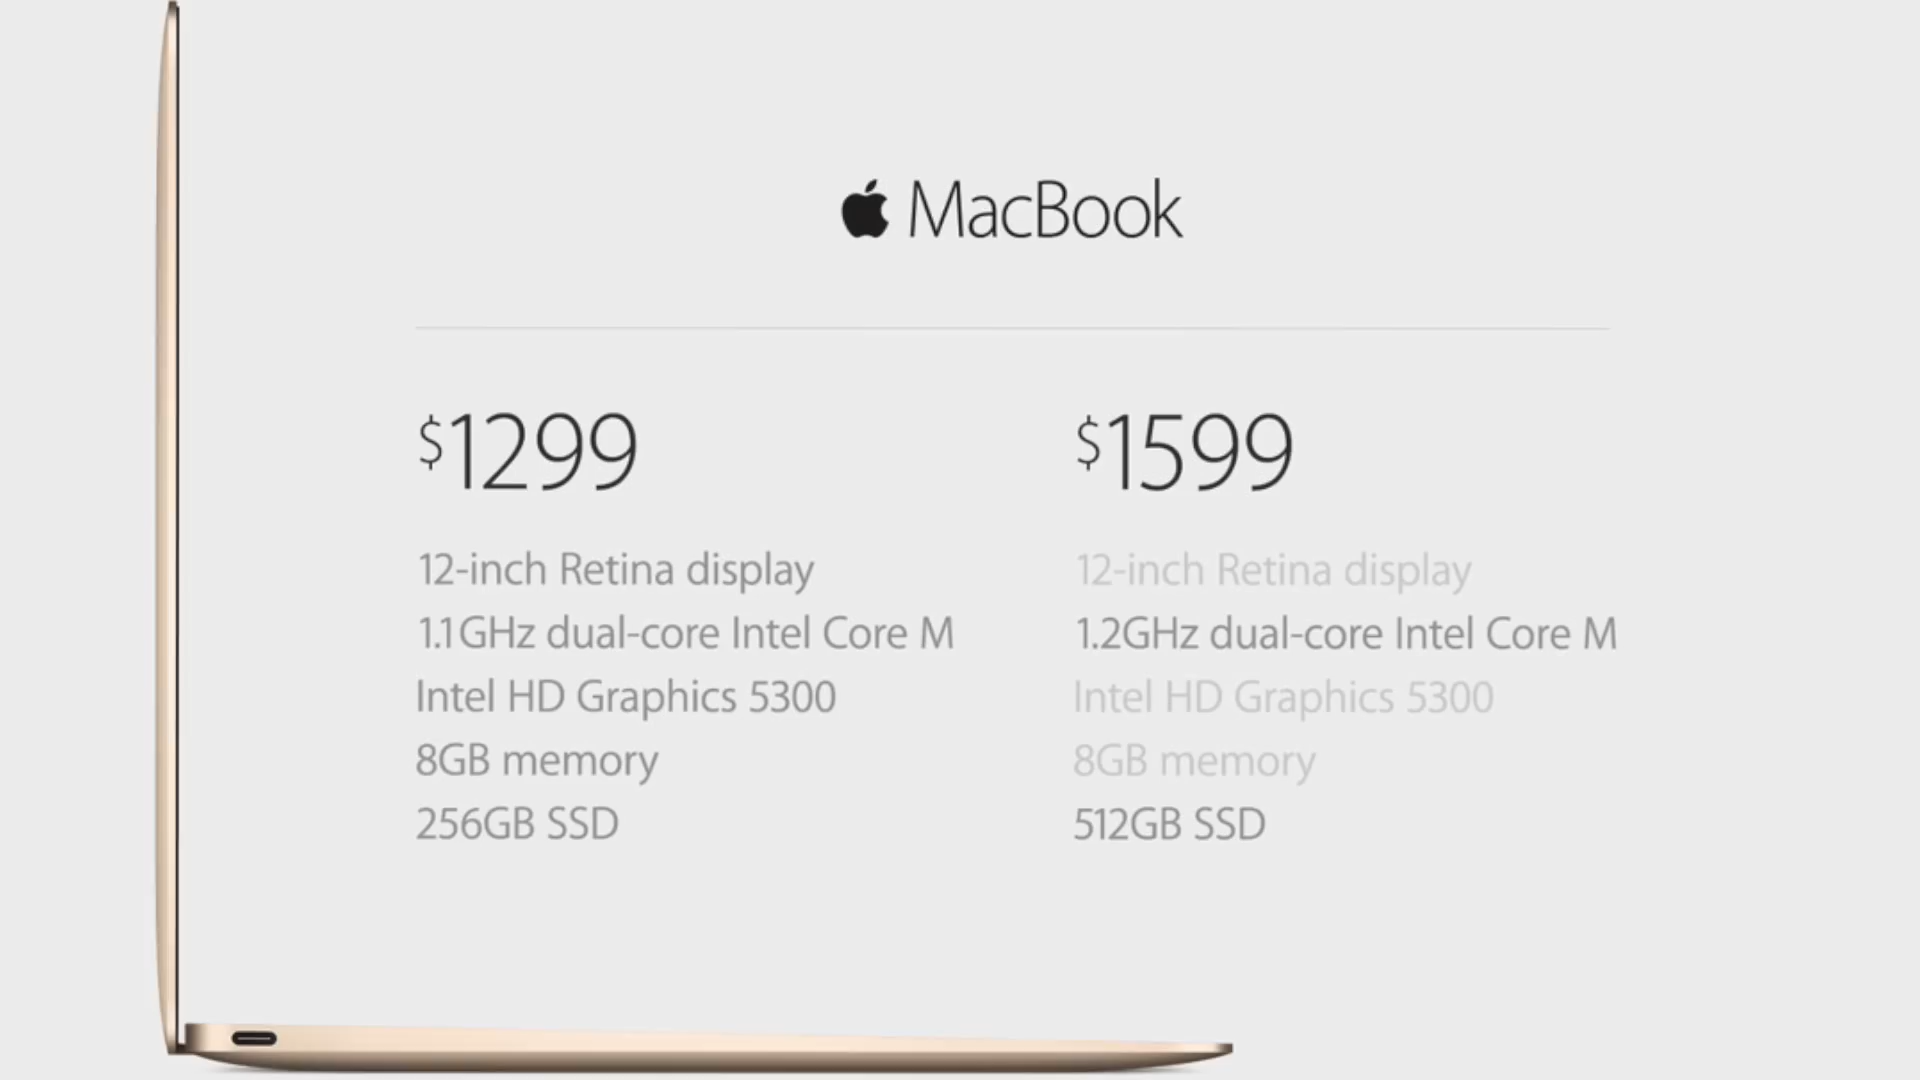 MacBook
$1299
12-inch Retina display
1.1GHz dual-core Intel Core M
Intel HD Graphics 5300
8GB memory
256GB SSD
$1599
12-inch Retina display
1.2GHz dual-core Intel Core M
Intel HD Graphics 5300
8GB memory
512GB SSD